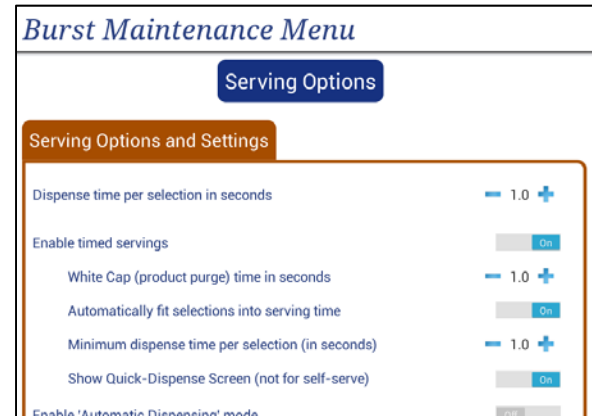 Burst Maintenance Menu
Serving Options
Serving Options and Settings
Dispense time per selection in seconds 1.0
Enable timed servings On
White Cap (product purge) time in seconds 1.0
Automatically fit selections into serving time On
Minimum dispense time per selection (in seconds) 1.0
Show Quick-Dispense Screen (not for self-serve) On
Enable 'Automatic Dispensing' mode Off